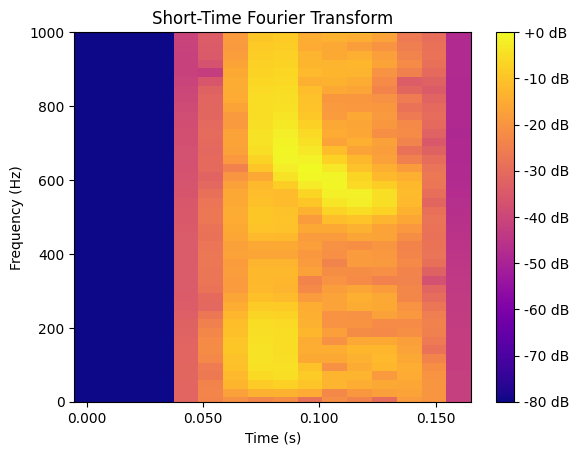 Short-Time Fourier Transform
Frequency (Hz)
1000
800
600
400
200
0
0.000
0.050
0.100
0.150
Time (s)
+0 dB
-10 dB
-20 dB
-30 dB
-40 dB
-50 dB
-60 dB
-70 dB
-80 dB